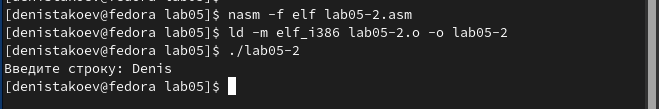 [denistakoev@fedora lab05]$ nasm -f elf lab05-2.asm
[denistakoev@fedora lab05]$ ld -m elf_i386 lab05-2.o -o lab05-2
[denistakoev@fedora lab05]$ ./lab05-2
Введите строку: Denis
[denistakoev@fedora lab05]$